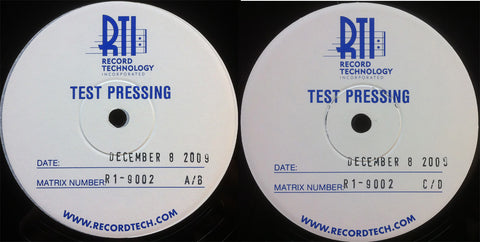 RTI
RECORD
TECHNOLOGY
INCORPORATED
TEST PRESSING
DATE: DECEMBER 8 2009
MATRIX NUMBER: R1-9002 A/B
WWW.RECORDTECH.COM
RTI
RECORD
TECHNOLOGY
INCORPORATED
TEST PRESSING
DATE: DECEMBER 8 2009
MATRIX NUMBER: R1-9002 C/D
WWW.RECORDTECH.COM